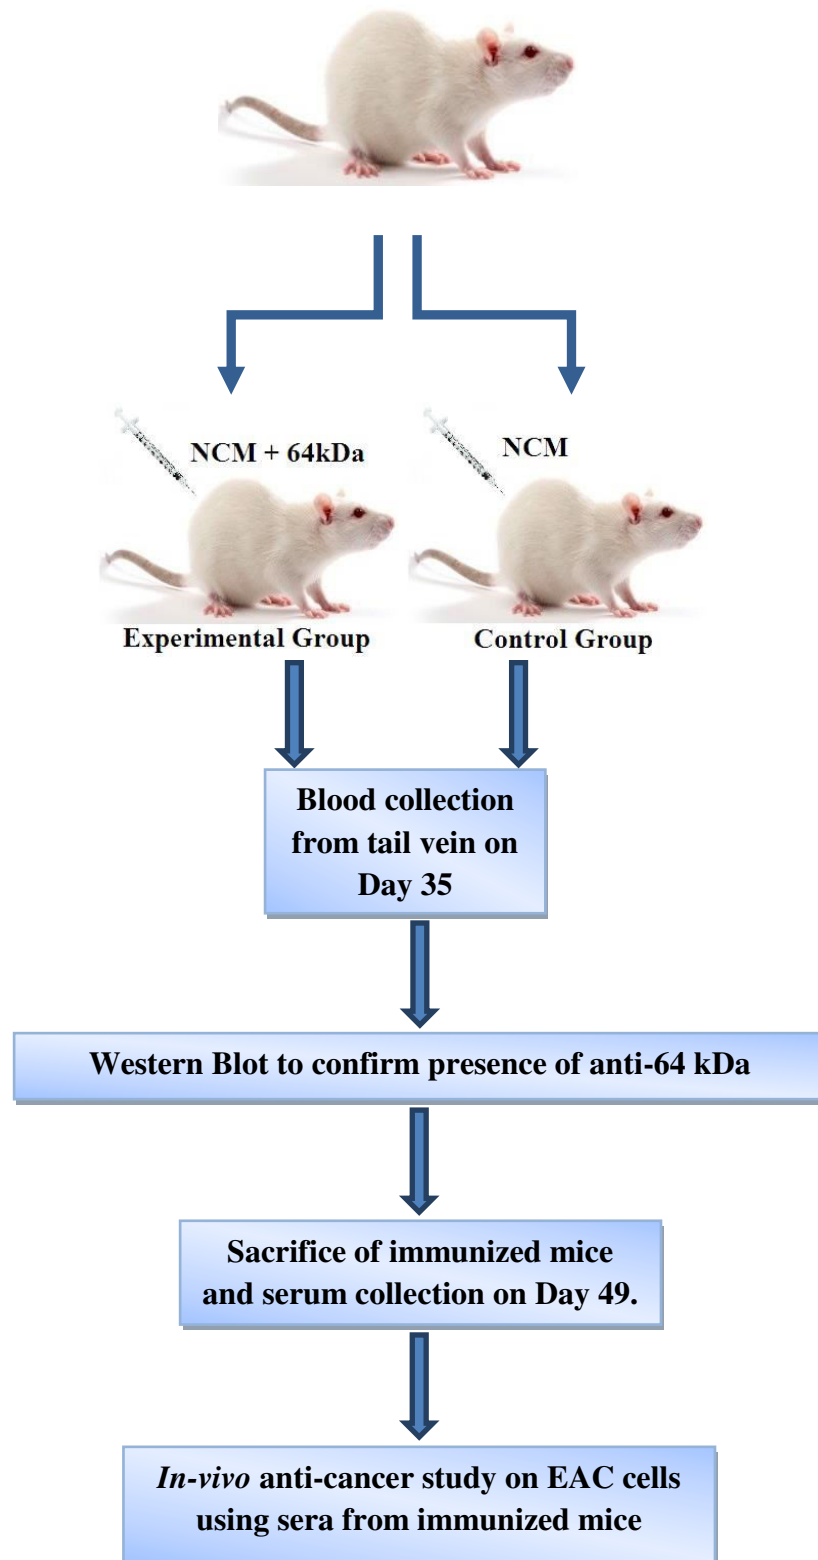 NCM + 64kDa
NCM
Experimental Group
Control Group
Blood collection
from tail vein on
Day 35
Western Blot to confirm presence of anti-64 kDa
Sacrifice of immunized mice
and serum collection on Day 49.
In-vivo anti-cancer study on EAC cells
using sera from immunized mice